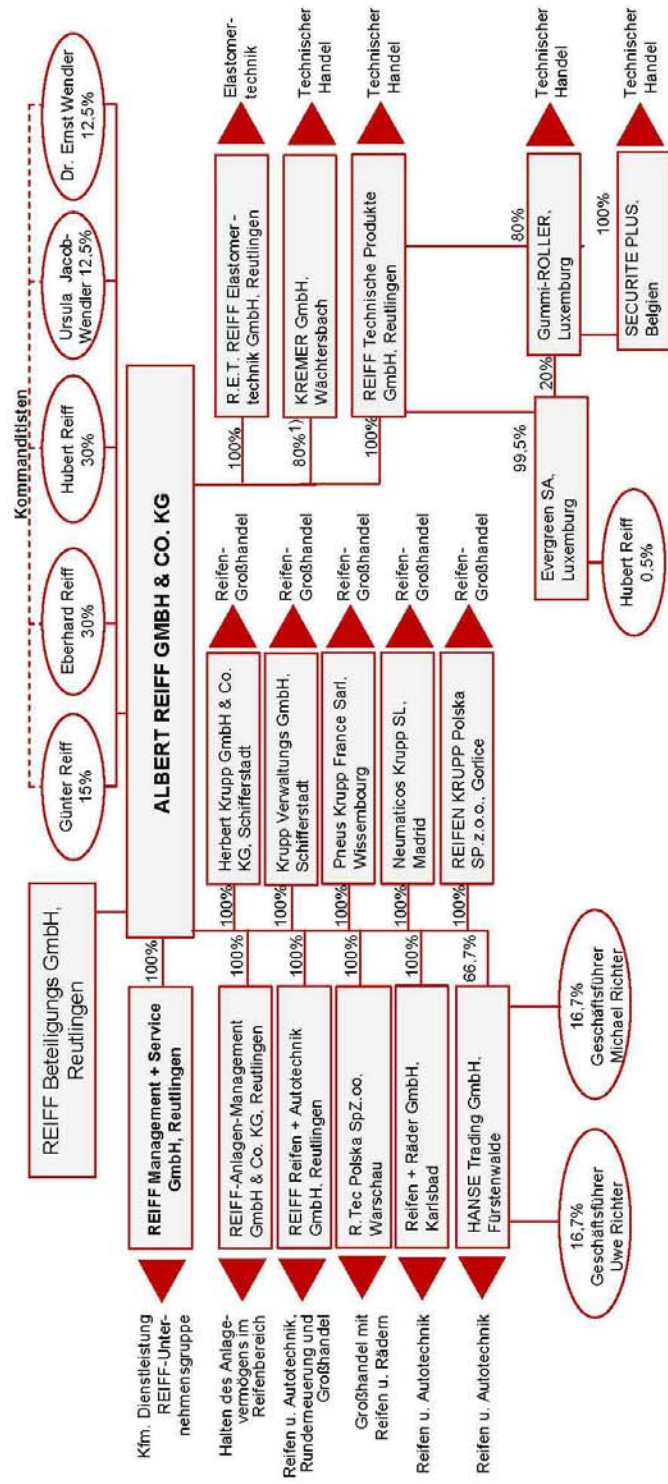 Kommanditisten
Günter Reiff
15%
Eberhard Reiff
30%
Hubert Reiff
30%
Ursula Jacob-
Wendler 12,5%
Dr. Ernst Wendler
12,5%
REIFF Beteiligungs GmbH,
Reutlingen
ALBERT REIFF GMBH & CO. KG
Kfm. Dienstleistung
REIFF-Unter-
nehmensgruppe
REIFF Management + Service
GmbH, Reutlingen
100%
Halten des Anlage-
vermögens im
Reifenbereich
REIFF-Anlagen-Management
GmbH & Co. KG, Reutlingen
100%
Reifen u. Autotechnik,
Runderneuerung und
Großhandel
REIFF Reifen + Autotechnik
GmbH, Reutlingen
100%
Großhandel mit
Reifen u. Rädern
R.Tec Polska SpZ.oo,
Warschau
100%
Reifen u. Autotechnik
Reifen + Räder GmbH,
Karlsbad
100%
Reifen u. Autotechnik
HANSE Trading GmbH,
Fürstenwalde
66,7%
16,7%
Geschäftsführer
Uwe Richter
16,7%
Geschäftsführer
Michael Richter
100%
Herbert Krupp GmbH & Co.
KG, Schifferstadt
Reifen-
Großhandel
100%
Krupp Verwaltungs GmbH,
Schifferstadt
Reifen-
Großhandel
100%
Pneus Krupp France Sarl,
Wissembourg
Reifen-
Großhandel
100%
Neumaticos Krupp SL,
Madrid
Reifen-
Großhandel
100%
REIFEN KRUPP Polska
SP.z.o.o., Gorlice
Reifen-
Großhandel
100%
R.E.T. REIFF Elastomer-
technik GmbH, Reutlingen
Elastomer-
technik
80%1)
KREMER GmbH,
Wächtersbach
Technischer
Handel
100%
REIFF Technische Produkte
GmbH, Reutlingen
Technischer
Handel
99,5%
80%
Evergreen SA,
Luxemburg
20%
Gummi-ROLLER,
Luxemburg
Technischer
Handel
Hubert Reiff
0,5%
100%
SECURITE PLUS,
Belgien
Technischer
Handel